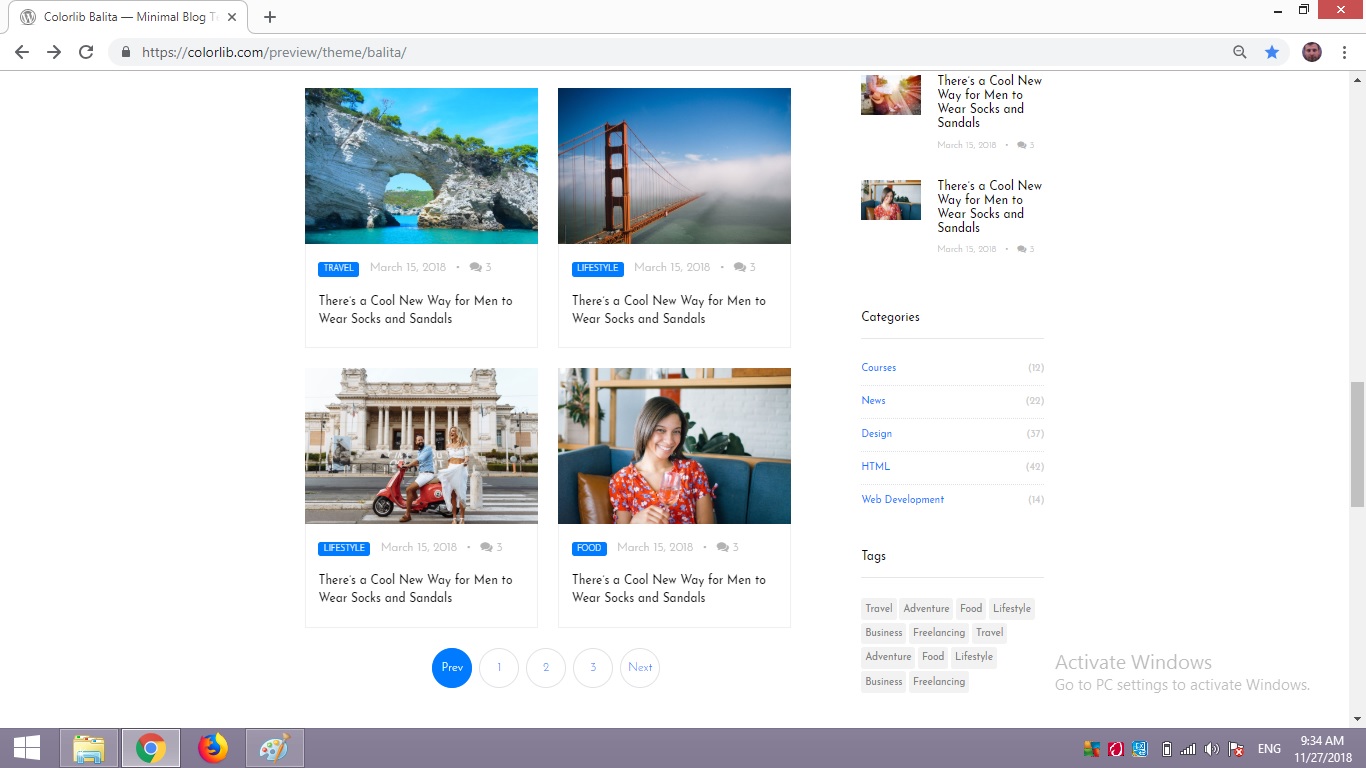 Colorlib Balita — Minimal Blog T
https://colorlib.com/preview/theme/balita/
TRAVEL March 15, 2018 • 3
There's a Cool New Way for Men to
Wear Socks and Sandals
LIFESTYLE March 15, 2018 • 3
There's a Cool New Way for Men to
Wear Socks and Sandals
LIFESTYLE March 15, 2018 • 3
There's a Cool New Way for Men to
Wear Socks and Sandals
FOOD March 15, 2018 • 3
There's a Cool New Way for Men to
Wear Socks and Sandals
Prev 1 2 3 Next
There's a Cool New
Way for Men to
Wear Socks and
Sandals
March 15, 2018 • 3
There's a Cool New
Way for Men to
Wear Socks and
Sandals
March 15, 2018 • 3
Categories
Courses (12)
News (22)
Design (37)
HTML (42)
Web Development (14)
Tags
Travel Adventure Food Lifestyle
Business Freelancing Travel
Adventure Food Lifestyle
Business Freelancing
Activate Windows
Go to PC settings to activate Windows.
ENG
9:34 AM
11/27/2018